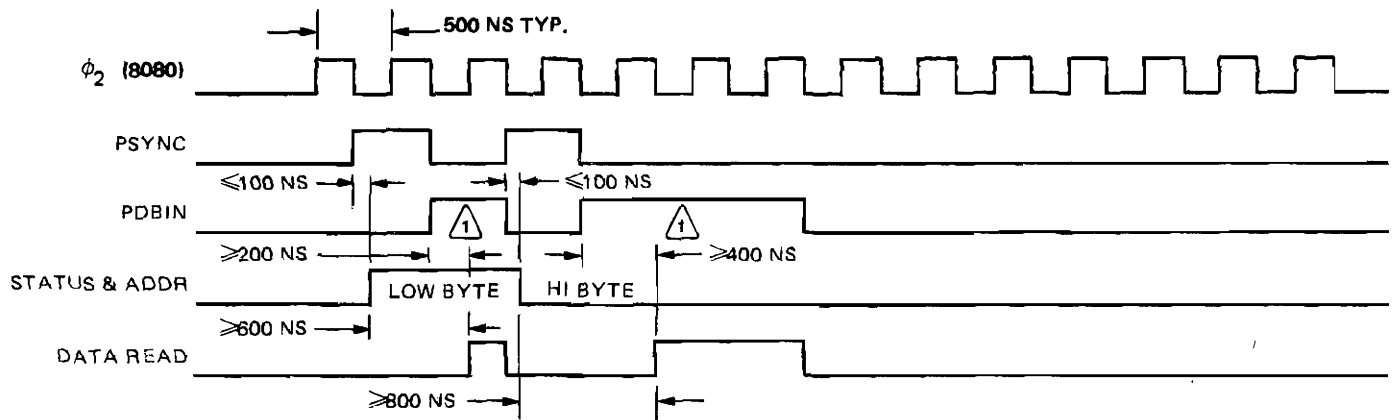 500 NS TYP.
ϕ2 (8080)
PSYNC
⩽100 NS
⩽100 NS
PDBIN
1
1
⩾200 NS
⩾400 NS
STATUS & ADDR
LOW BYTE
HI BYTE
⩾600 NS
DATA READ
⩾800 NS